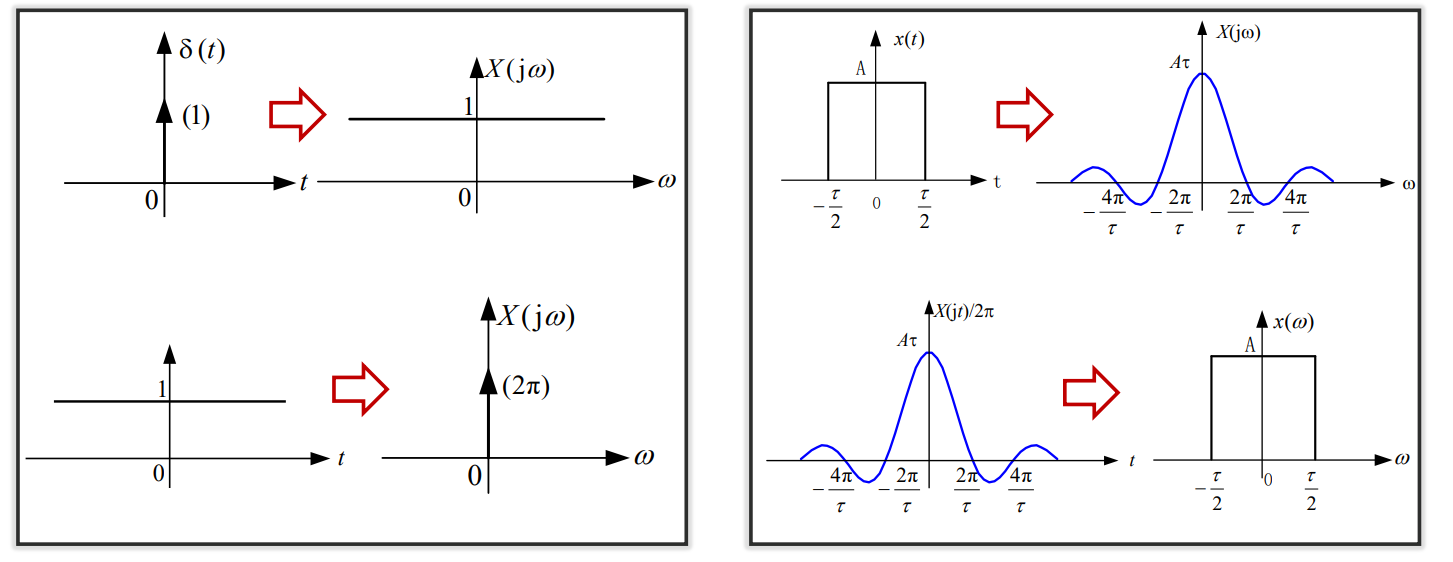 δ(t)
(1)
0
t
X(jω)
1
0
ω
1
0
t
X(jω)
(2π)
0
ω
x(t)
A
-τ/2
0
τ/2
t
X(jω)
Aτ
-4π/τ
-2π/τ
2π/τ
4π/τ
ω
X(jt)/2π
Aτ
-4π/τ
-2π/τ
2π/τ
4π/τ
t
x(ω)
A
-τ/2
0
τ/2
ω